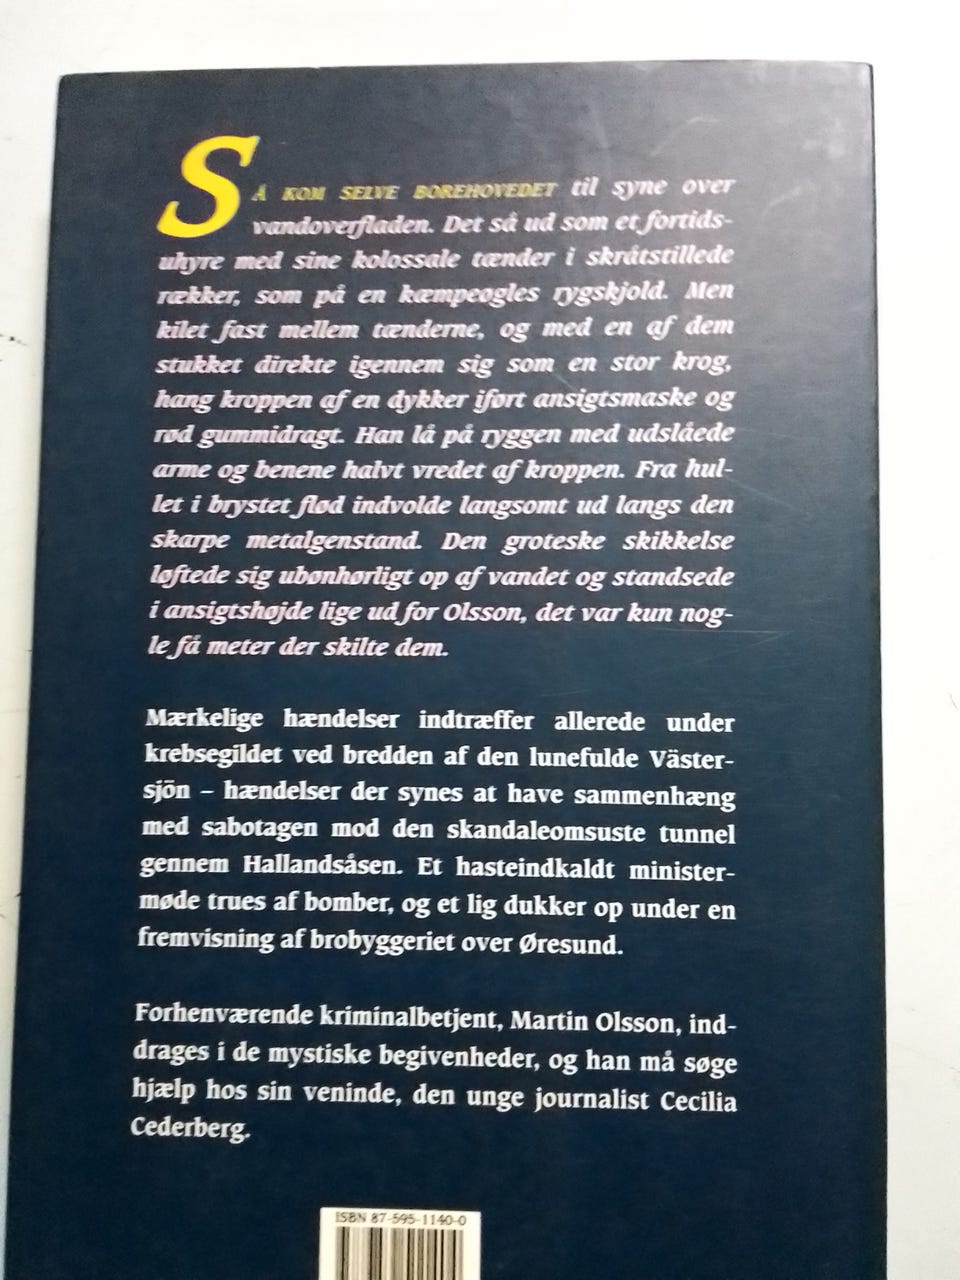 SÅ KOM SELVE BOREHOVEDET til syne over
vandoverfladen. Det så ud som et fortids-
uhyre med sine kolossale tænder i skråtstillede
rækker, som på en kæmpeøgles rygskjold. Men
kilet fast mellem tænderne, og med en af dem
stukket direkte igennem sig som en stor krog,
hang kroppen af en dykker iført ansigtsmaske og
rød gummidragt. Han lå på ryggen med udslåede
arme og benene halvt vredet af kroppen. Fra hul-
let i brystet flød indvolde langsomt ud langs den
skarpe metalgenstand. Den groteske skikkelse
løftede sig ubønhørligt op af vandet og standsede
i ansigtshøjde lige ud for Olsson, det var kun nog-
le få meter der skilte dem.
Mærkelige hændelser indtræffer allerede under
krebsegildet ved bredden af den lunefulde Väster-
sjön – hændelser der synes at have sammenhæng
med sabotagen mod den skandaleomsuste tunnel
gennem Hallandsåsen. Et hasteindkaldt minister-
møde trues af bomber, og et lig dukker op under en
fremvisning af brobyggeriet over Øresund.
Forhenværende kriminalbetjent, Martin Olsson, ind-
drages i de mystiske begivenheder, og han må søge
hjælp hos sin veninde, den unge journalist Cecilia
Cederberg.
ISBN 87-595-1140-0